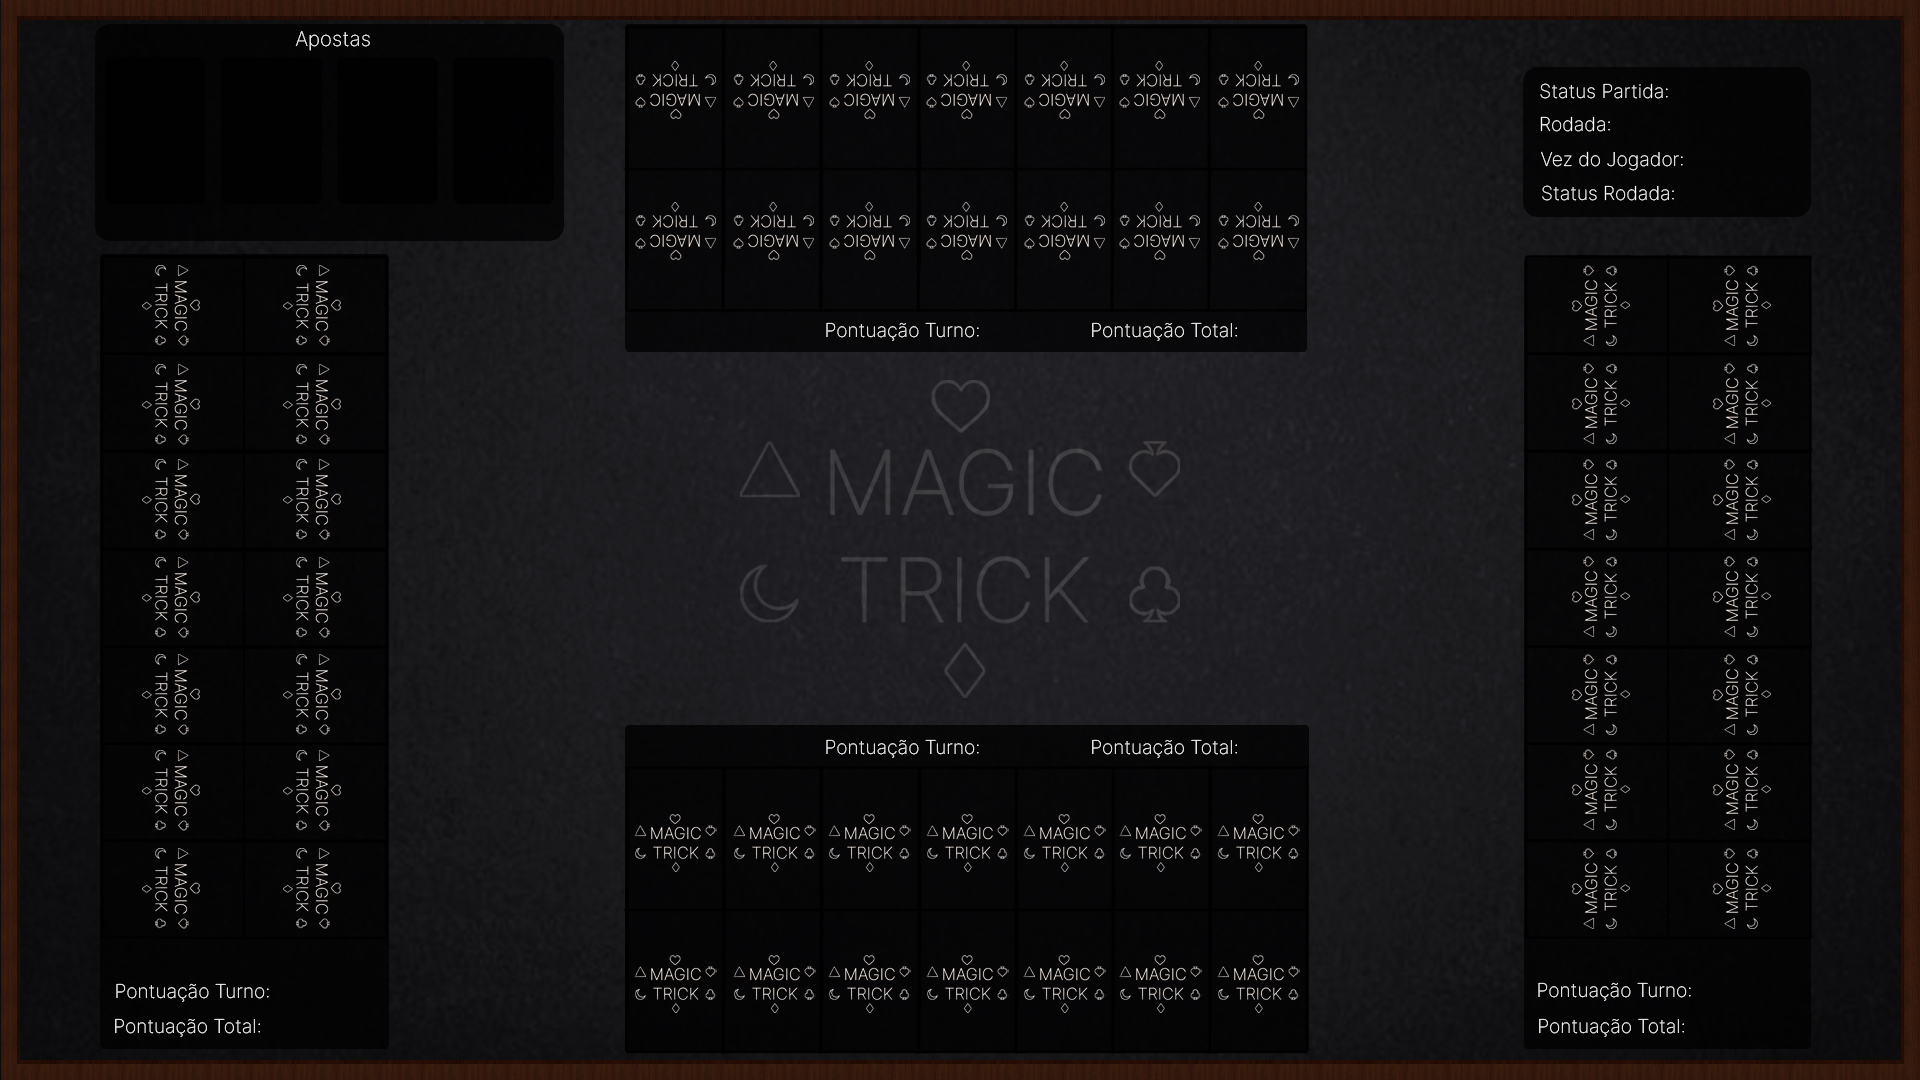 Apostas
MAGIC MAGIC MAGIC MAGIC MAGIC MAGIC MAGIC
TRICK TRICK TRICK TRICK TRICK TRICK TRICK
MAGIC MAGIC MAGIC MAGIC MAGIC MAGIC MAGIC
TRICK TRICK TRICK TRICK TRICK TRICK TRICK
Pontuação Turno: Pontuação Total:
Status Partida:
Rodada:
Vez do Jogador:
Status Rodada:
MAGIC MAGIC
TRICK TRICK
MAGIC MAGIC
TRICK TRICK
MAGIC MAGIC
TRICK TRICK
MAGIC MAGIC
TRICK TRICK
MAGIC MAGIC
TRICK TRICK
MAGIC MAGIC
TRICK TRICK
MAGIC MAGIC
TRICK TRICK
Pontuação Turno:
Pontuação Total:
MAGIC
TRICK
Pontuação Turno: Pontuação Total:
MAGIC MAGIC MAGIC MAGIC MAGIC MAGIC MAGIC
TRICK TRICK TRICK TRICK TRICK TRICK TRICK
MAGIC MAGIC MAGIC MAGIC MAGIC MAGIC MAGIC
TRICK TRICK TRICK TRICK TRICK TRICK TRICK
MAGIC MAGIC
TRICK TRICK
MAGIC MAGIC
TRICK TRICK
MAGIC MAGIC
TRICK TRICK
MAGIC MAGIC
TRICK TRICK
MAGIC MAGIC
TRICK TRICK
MAGIC MAGIC
TRICK TRICK
MAGIC MAGIC
TRICK TRICK
Pontuação Turno:
Pontuação Total: